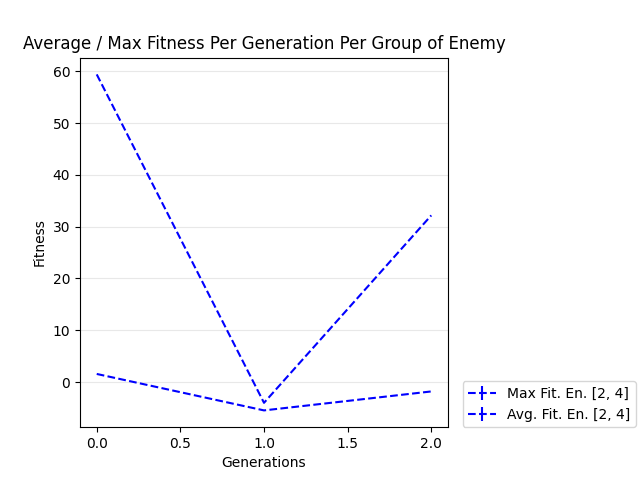 Average / Max Fitness Per Generation Per Group of Enemy
60
50
40
30
20
10
0
Fitness
0.0 0.5 1.0 1.5 2.0
Generations
Max Fit. En. [2, 4]
Avg. Fit. En. [2, 4]